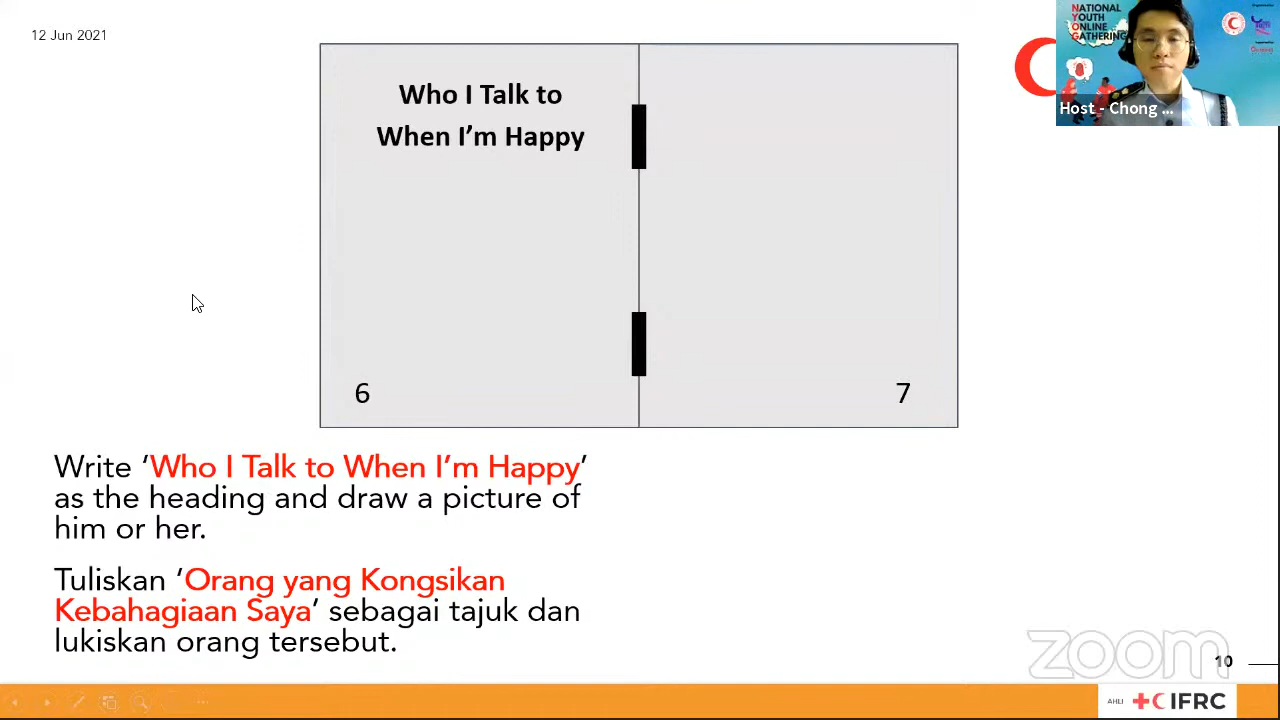 12 Jun 2021
NATIONAL
YOUTH
ONLINE
GATHERING
Host - Chong ...
Who I Talk to
When I'm Happy
6
7
Write ‘Who I Talk to When I'm Happy’
as the heading and draw a picture of
him or her.
Tuliskan ‘Orang yang Kongsikan
Kebahagiaan Saya’ sebagai tajuk dan
lukiskan orang tersebut.
zoom
10
AHLI IFRC